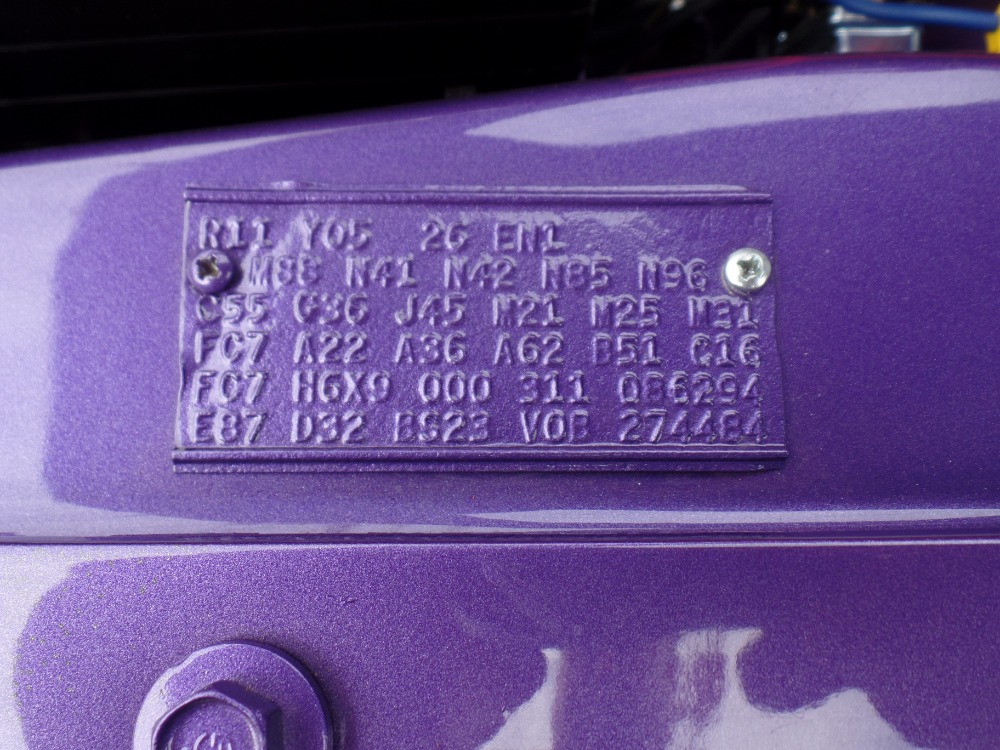 R11 Y05 26 EN1
M88 N41 N42 N85 N96
C55 G36 J45 M21 M25 M31
FC7 A22 A36 A62 B51 C16
FC7 H6X9 000 311 Q86294
E87 D32 BS23 V0B 274484